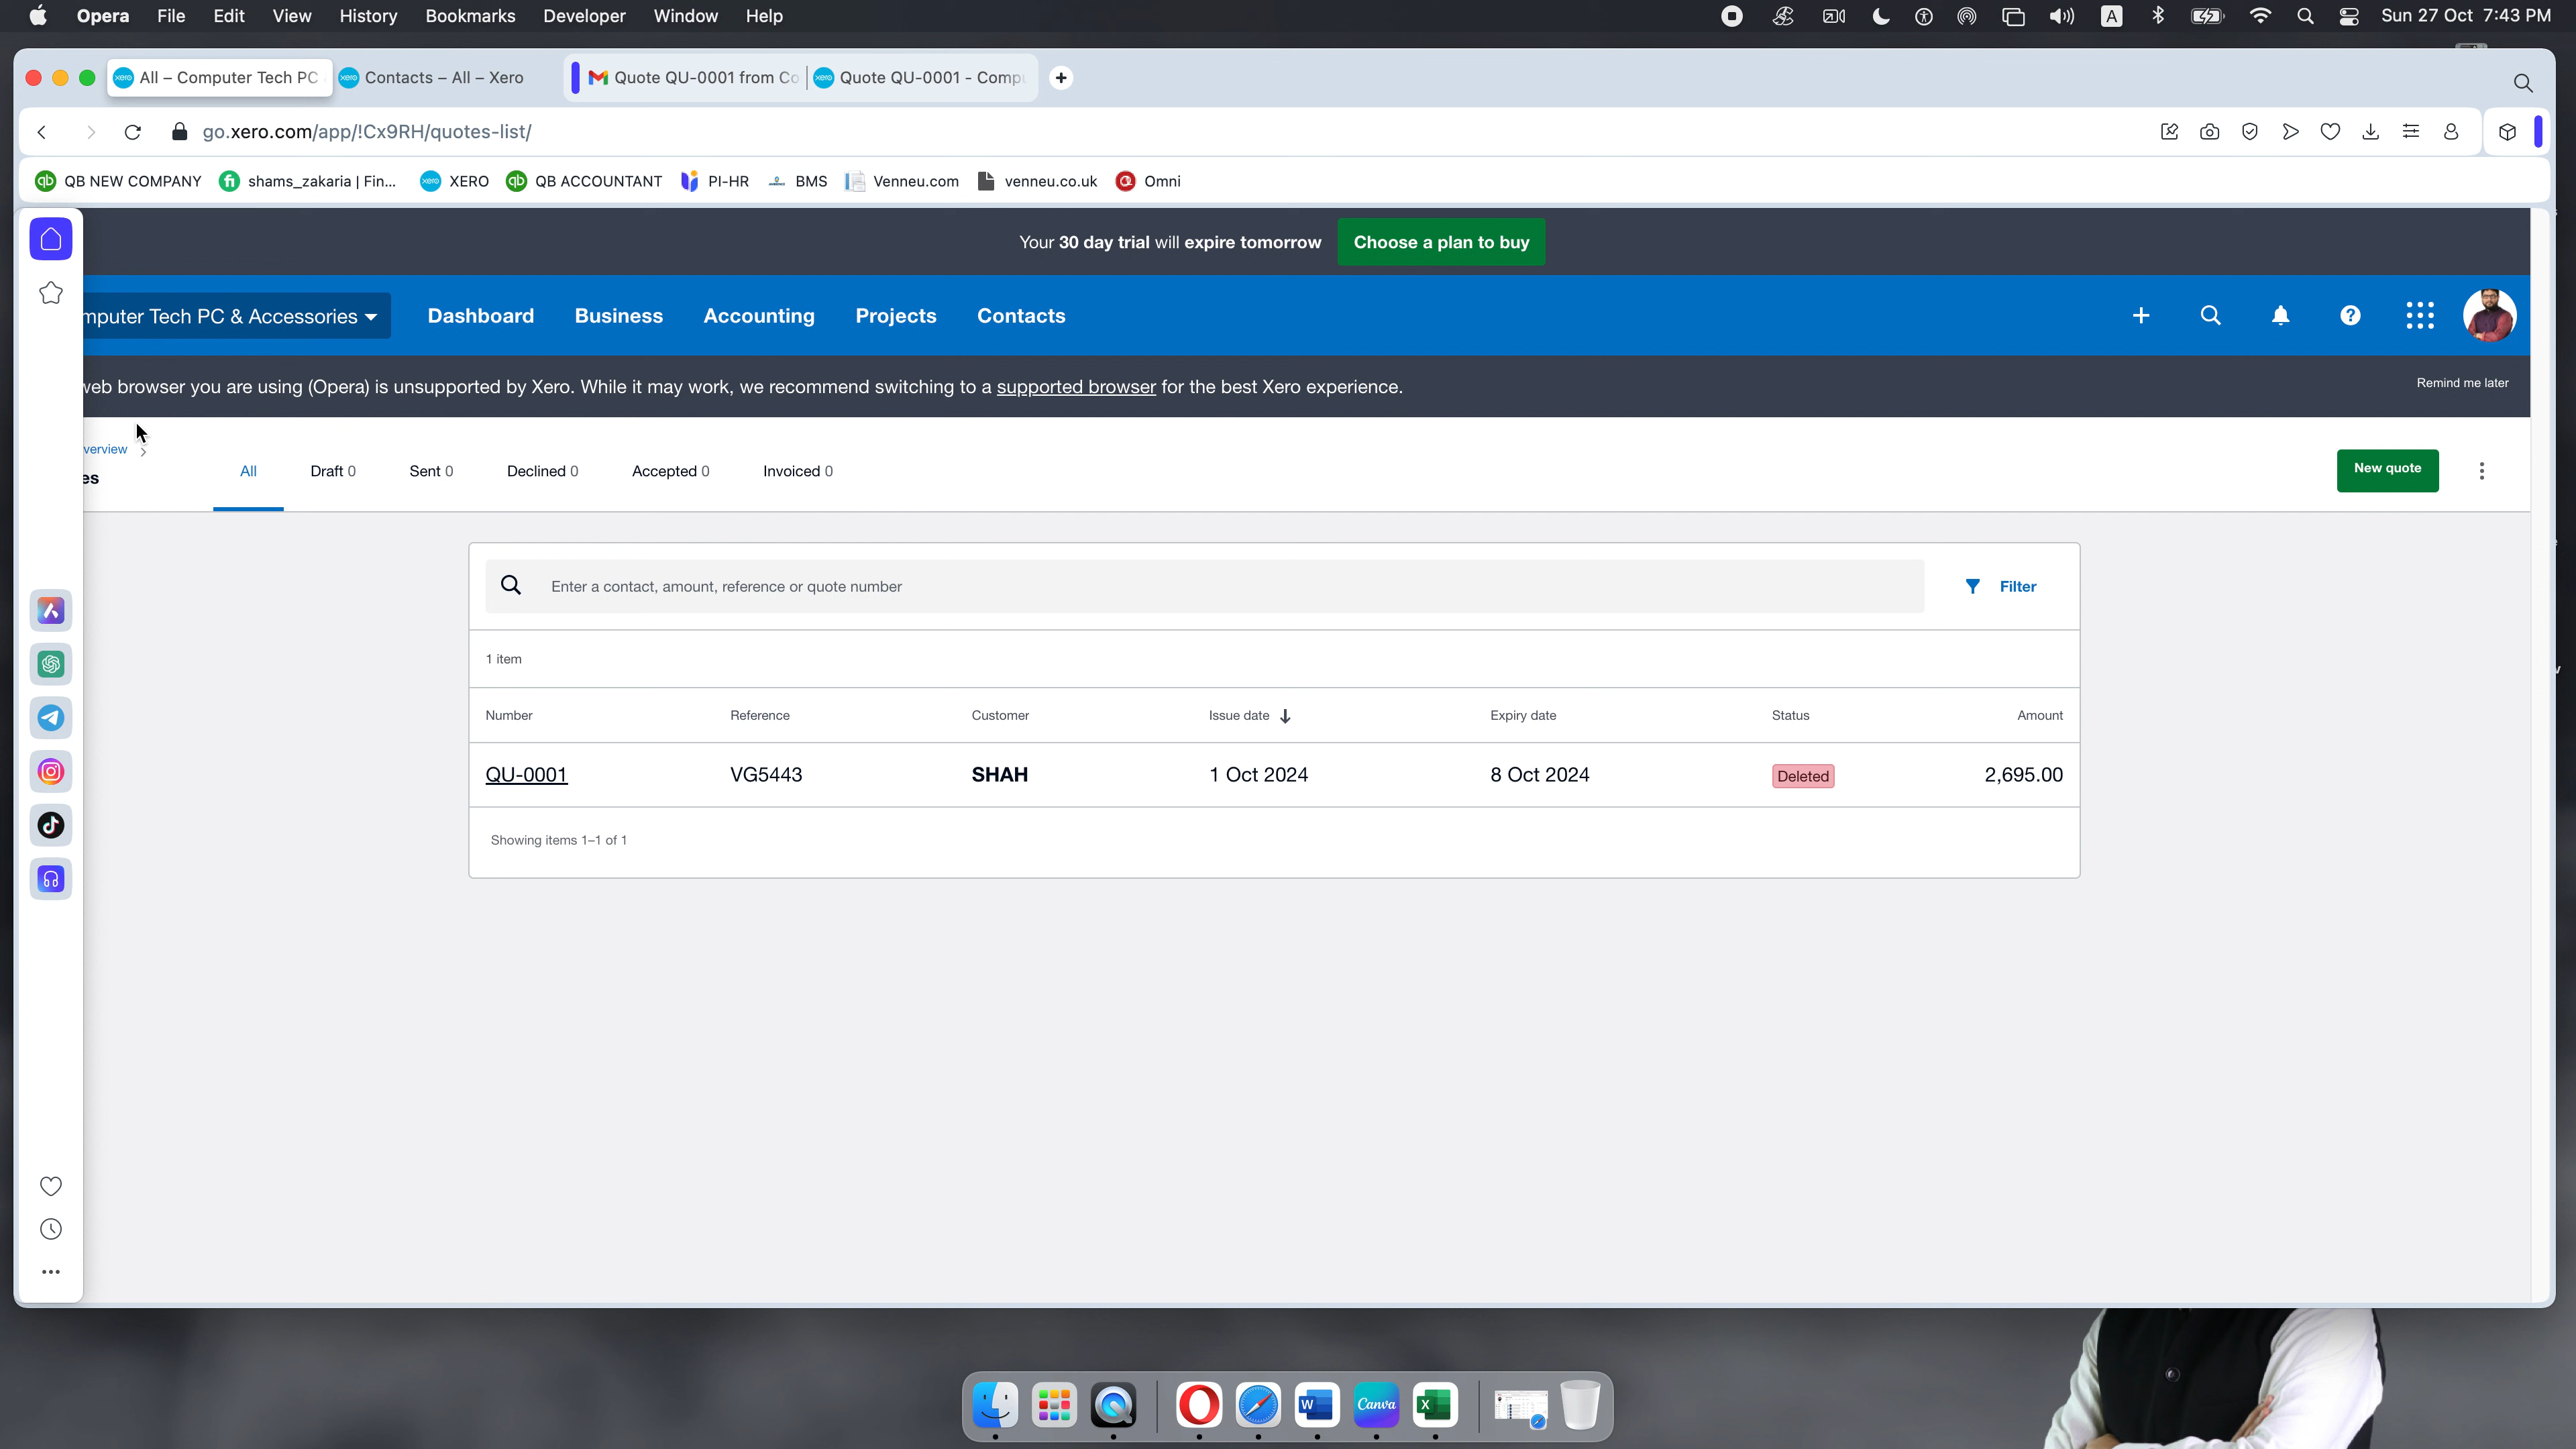 Opera File Edit View History Bookmarks Developer Window Help
A
Sun 27 Oct 7:43 PM
xero All – Computer Tech PC
xero Contacts – All – Xero
Quote QU-0001 from Co
xero Quote QU-0001 - Compu
go.xero.com/app/!Cx9RH/quotes-list/
qb QB NEW COMPANY
fi shams_zakaria | Fin...
xero XERO
qb QB ACCOUNTANT
PI-HR
BMS
Venneu.com
venneu.co.uk
Omni
Your 30 day trial will expire tomorrow
Choose a plan to buy
mputer Tech PC & Accessories
Dashboard
Business
Accounting
Projects
Contacts
web browser you are using (Opera) is unsupported by Xero. While it may work, we recommend switching to a supported browser for the best Xero experience.
Remind me later
verview
es
All
Draft 0
Sent 0
Declined 0
Accepted 0
Invoiced 0
New quote
Enter a contact, amount, reference or quote number
Filter
1 item
Number Reference Customer Issue date Expiry date Status Amount
QU-0001 VG5443 SHAH 1 Oct 2024 8 Oct 2024 Deleted 2,695.00
Showing items 1–1 of 1
W
Canva
X